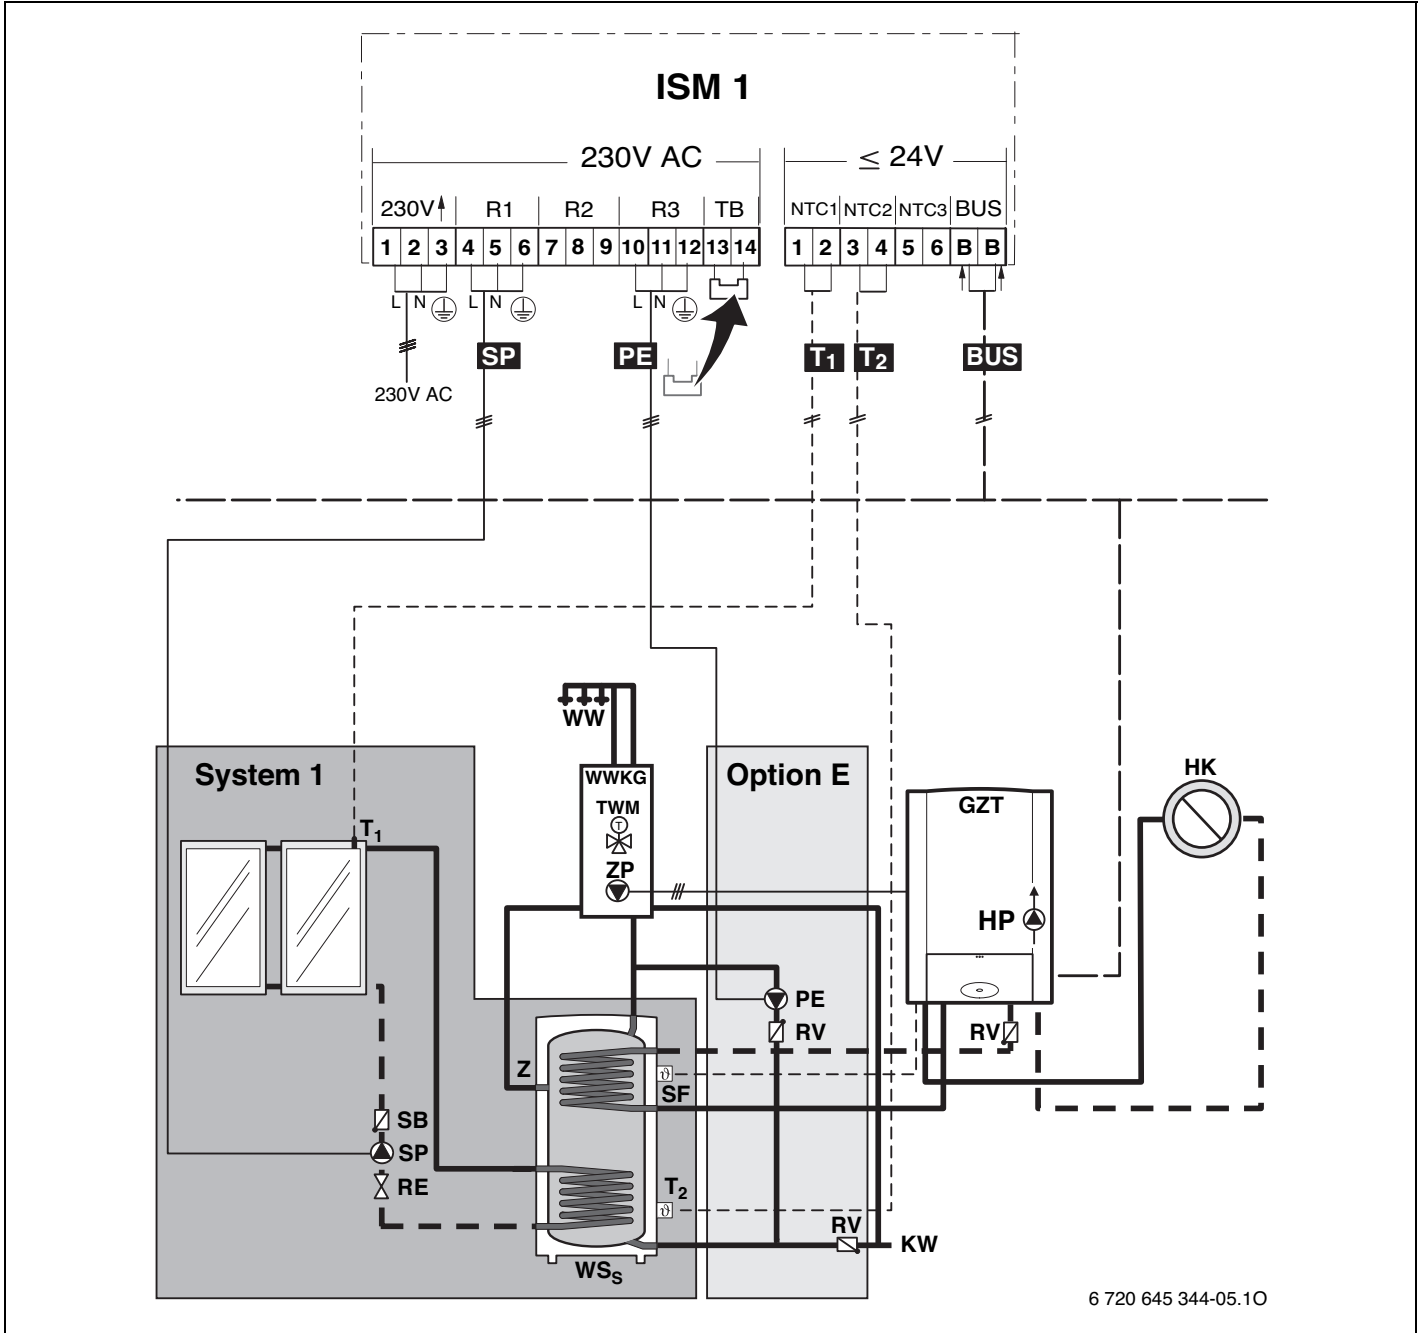 ISM 1
230V AC
≤ 24V
230V R1 R2 R3 TB NTC1 NTC2 NTC3 BUS
1 2 3 4 5 6 7 8 9 10 11 12 13 14 1 2 3 4 5 6 B B
L N L N L N
SP PE T1 T2 BUS
230V AC
WW
System 1
WWKG
Option E
HK
TWM
GZT
T1
T
ZP
HP
PE
RV
RV
Z
ϑ
SF
SB
SP
RE
T2
ϑ
RV
KW
WSS
6 720 645 344-05.1O